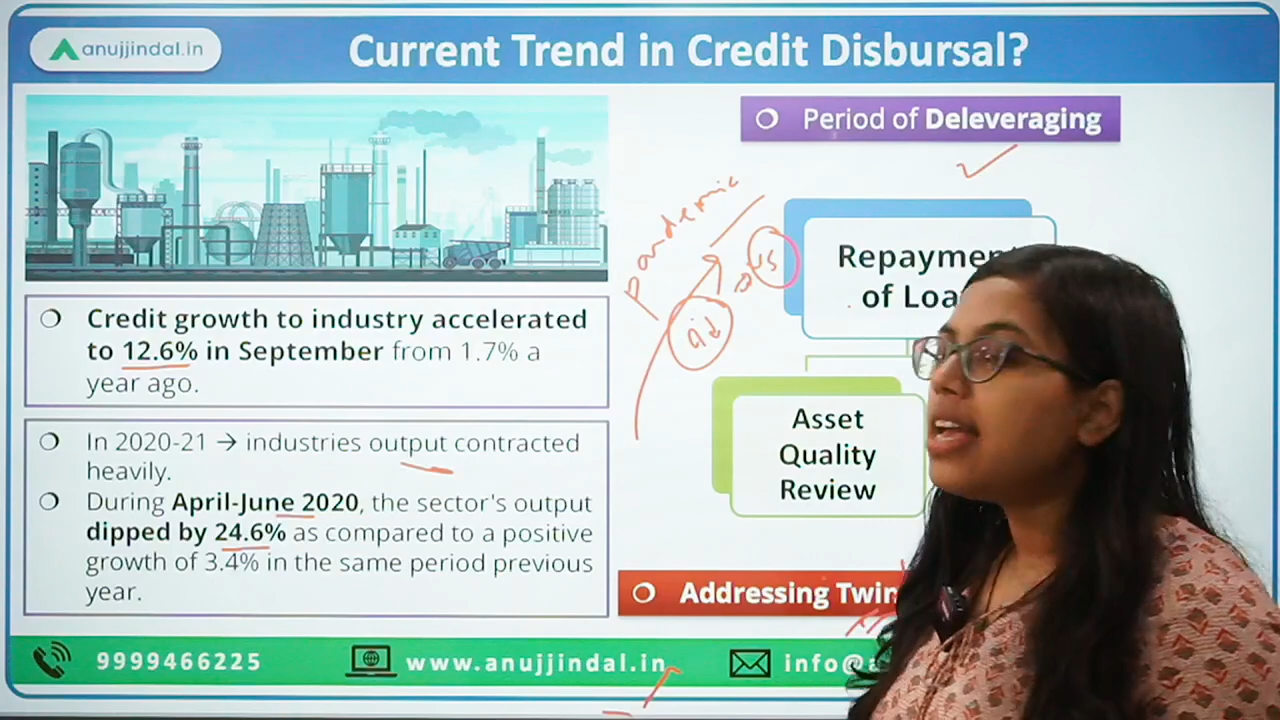 anujjindal.in
Current Trend in Credit Disbursal?
Credit growth to industry accelerated
to 12.6% in September from 1.7% a
year ago.
In 2020-21 → industries output contracted
heavily.
During April-June 2020, the sector's output
dipped by 24.6% as compared to a positive
growth of 3.4% in the same period previous
year.
Period of Deleveraging
pandemic
Repaymen
of Loa
Asset
Quality
Review
Addressing Twin
9999466225
www.anujjindal.in
info@a